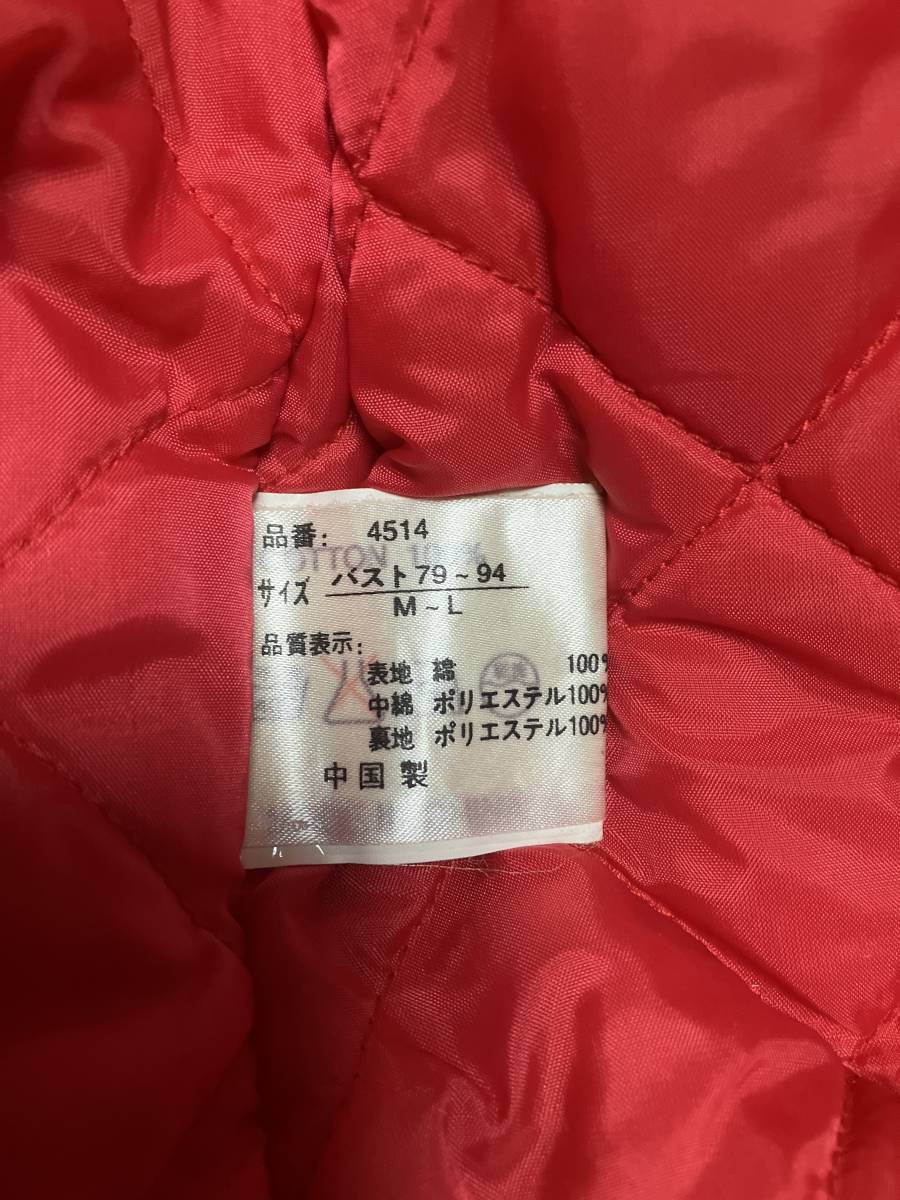 品番: 4514
サイズ バスト79~94
M~L
品質表示:
表地 綿 100%
中綿 ポリエステル100%
裏地 ポリエステル100%
中国製